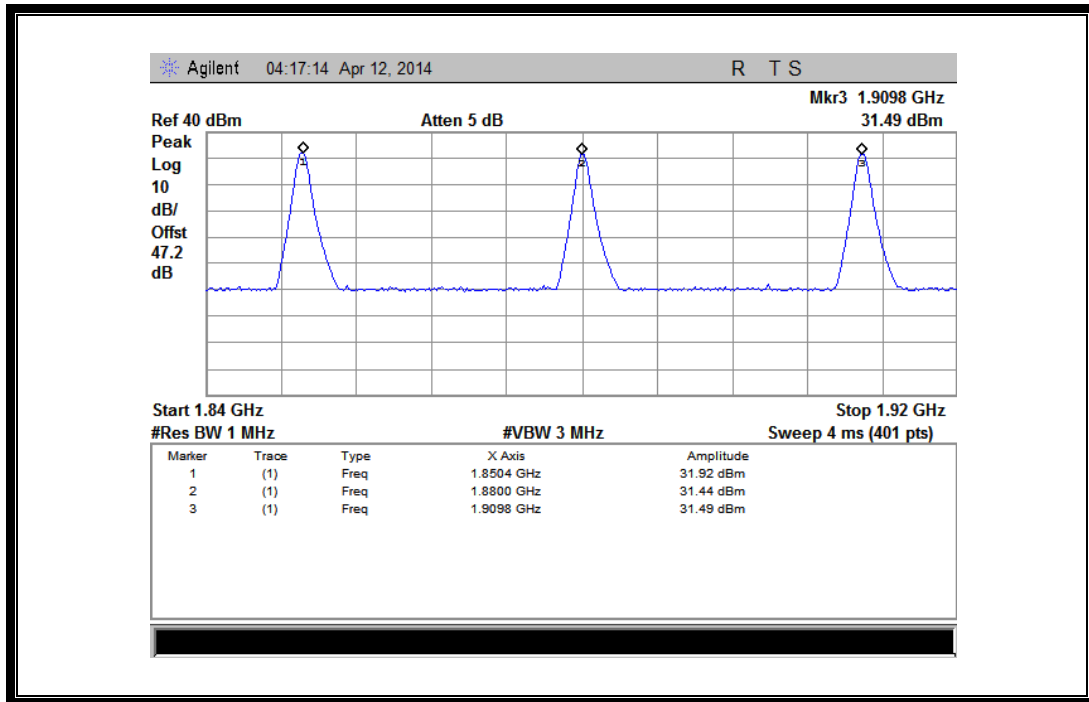 Agilent 04:17:14 Apr 12, 2014 R T S
Mkr3 1.9098 GHz
Ref 40 dBm Atten 5 dB 31.49 dBm
Peak
Log
10
dB/
Offst
47.2
dB
1 2 3
Start 1.84 GHz Stop 1.92 GHz
#Res BW 1 MHz #VBW 3 MHz Sweep 4 ms (401 pts)
Marker Trace Type X Axis Amplitude
1 (1) Freq 1.8504 GHz 31.92 dBm
2 (1) Freq 1.8800 GHz 31.44 dBm
3 (1) Freq 1.9098 GHz 31.49 dBm